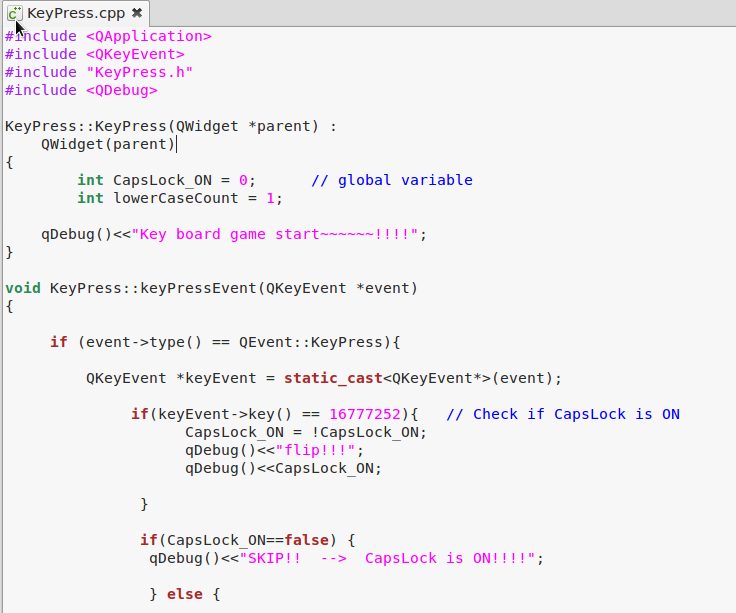 KeyPress.cpp ✖
#include <QApplication>
#include <QKeyEvent>
#include "KeyPress.h"
#include <QDebug>
KeyPress::KeyPress(QWidget *parent) :
QWidget(parent)
{
int CapsLock_ON = 0; // global variable
int lowerCaseCount = 1;
qDebug()<<"Key board game start~~~~~~!!!!";
}
void KeyPress::keyPressEvent(QKeyEvent *event)
{
if (event->type() == QEvent::KeyPress){
QKeyEvent *keyEvent = static_cast<QKeyEvent*>(event);
if(keyEvent->key() == 16777252){ // Check if CapsLock is ON
CapsLock_ON = !CapsLock_ON;
qDebug()<<"flip!!!";
qDebug()<<CapsLock_ON;
}
if(CapsLock_ON==false) {
qDebug()<<"SKIP!! --> CapsLock is ON!!!!";
} else {